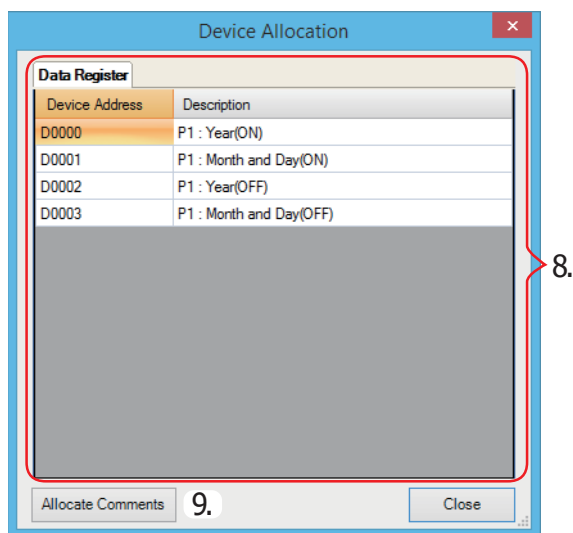 Device Allocation
Data Register
Device Address Description
D0000 P1 : Year(ON)
D0001 P1 : Month and Day(ON)
D0002 P1 : Year(OFF)
D0003 P1 : Month and Day(OFF)
8.
Allocate Comments 9. Close